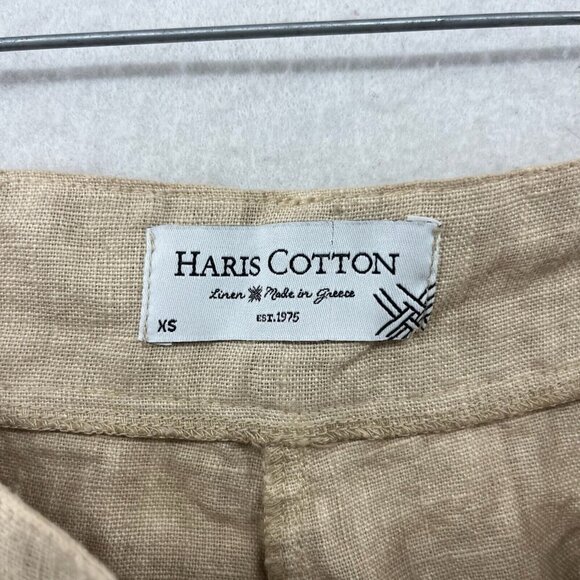 HARIS COTTON
Linen Made in Greece
XS
EST.1975